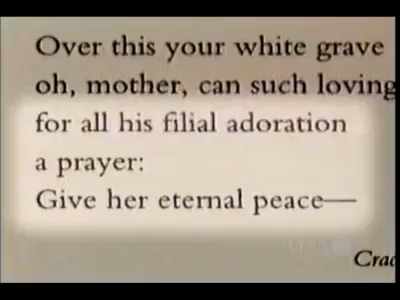 Over this your white grave
oh, mother, can such loving
for all his filial adoration
a prayer:
Give her eternal peace—